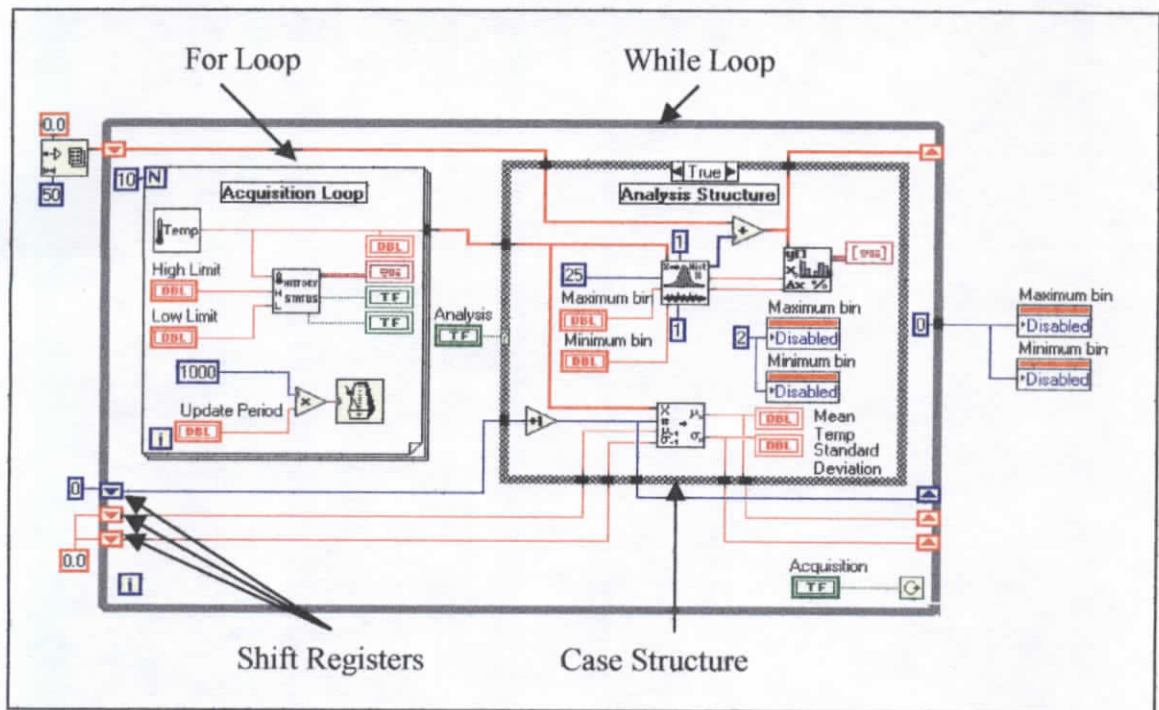 For Loop
While Loop
0.0
50
10 N
Acquisition Loop
Temp
High Limit
DBL
Low Limit
DBL
STATUS
DBL
TF
TF
1000
Update Period
DBL
i
Analysis
TF
True
Analysis Structure
1
25
Maximum bin
DBL
Minimum bin
DBL
1
Maximum bin
2
Disabled
Minimum bin
Disabled
+1
DBL
Mean
DBL
Temp
Standard
Deviation
0
Maximum bin
Disabled
Minimum bin
Disabled
0
0.0
i
Acquisition
TF
Shift Registers
Case Structure